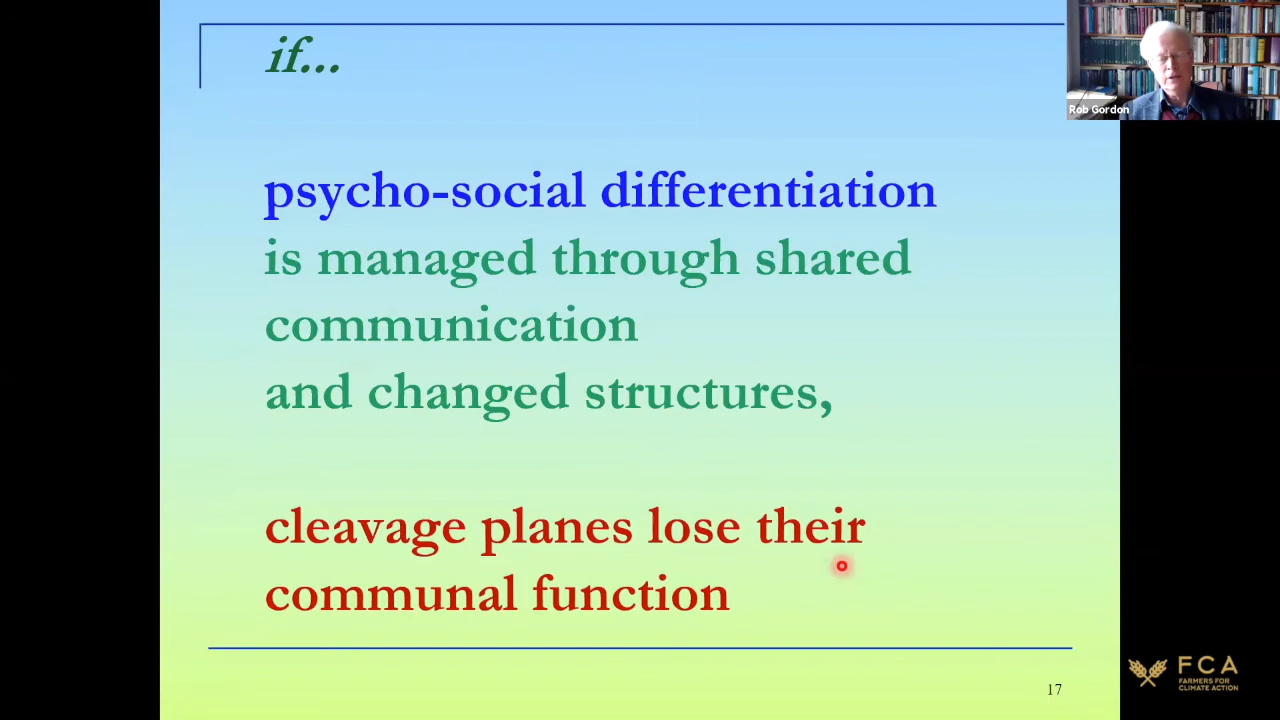 if...
Rob Gordon
psycho-social differentiation
is managed through shared
communication
and changed structures,
cleavage planes lose their
communal function
17
FCA
FARMERS FOR
CLIMATE ACTION